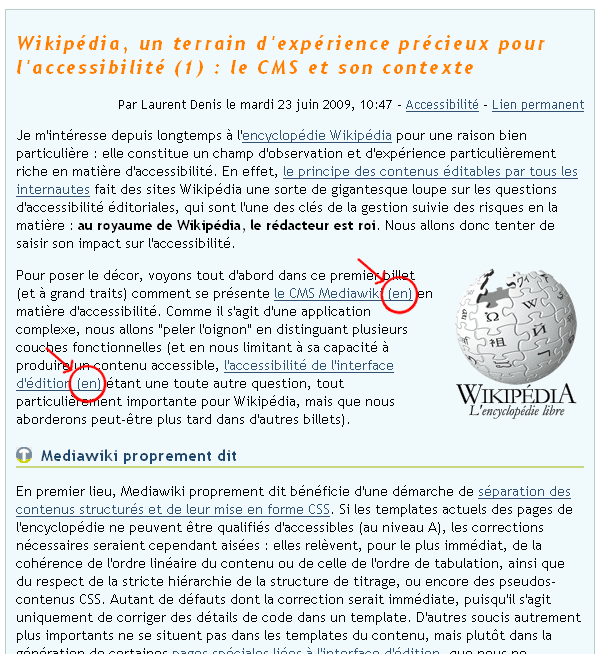 Wikipédia, un terrain d'expérience précieux pour
l'accessibilité (1) : le CMS et son contexte
Par Laurent Denis le mardi 23 juin 2009, 10:47 - Accessibilité - Lien permanent
Je m'intéresse depuis longtemps à l'encyclopédie Wikipédia pour une raison bien
particulière : elle constitue un champ d'observation et d'expérience particulièrement
riche en matière d'accessibilité. En effet, le principe des contenus éditables par tous les
internautes fait des sites Wikipédia une sorte de gigantesque loupe sur les questions
d'accessibilité éditoriales, qui sont l'une des clés de la gestion suivie des risques en la
matière : au royaume de Wikipédia, le rédacteur est roi. Nous allons donc tenter de
saisir son impact sur l'accessibilité.
Pour poser le décor, voyons tout d'abord dans ce premier billet
(et à grand traits) comment se présente le CMS Mediawiki (en) en
matière d'accessibilité. Comme il s'agit d'une application
complexe, nous allons "peler l'oignon" en distinguant plusieurs
couches fonctionnelles (et en nous limitant à sa capacité à
produire un contenu accessible, l'accessibilité de l'interface
d'édition (en) étant une toute autre question, tout
particulièrement importante pour Wikipédia, mais que nous
aborderons peut-être plus tard dans d'autres billets).
WIKIPÉDIA
L'encyclopédie libre
Mediawiki proprement dit
En premier lieu, Mediawiki proprement dit bénéficie d'une démarche de séparation des
contenus structurés et de leur mise en forme CSS. Si les templates actuels des pages de
l'encyclopédie ne peuvent être qualifiés d'accessibles (au niveau A), les corrections
nécessaires seraient cependant aisées : elles relèvent, pour le plus immédiat, de la
cohérence de l'ordre linéaire du contenu ou de celle de l'ordre de tabulation, ainsi que
du respect de la stricte hiérarchie de la structure de titrage, ou encore des pseudos-
contenus CSS. Autant de défauts dont la correction serait immédiate, puisqu'il s'agit
uniquement de corriger des détails de code dans un template. D'autres soucis autrement
plus importants ne se situent pas dans les templates du contenu, mais plutôt dans la
génération de certaines pages spéciales liées à l'interface d'édition, que nous ne